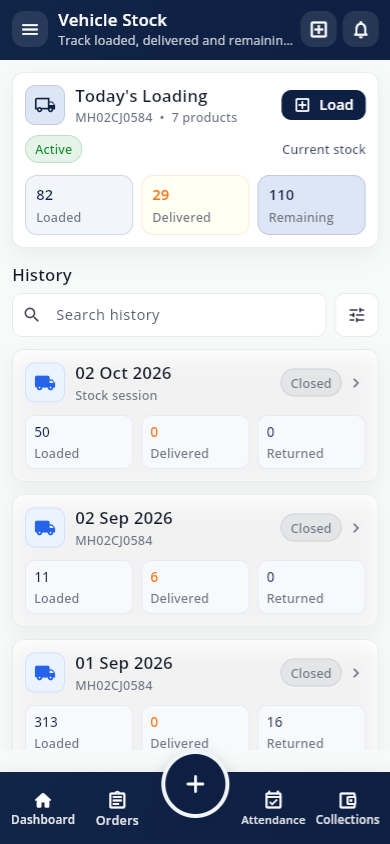 Vehicle Stock
Track loaded, delivered and remainin...
Today's Loading
MH02CJ0584 • 7 products
Load
Active
Current stock
82
Loaded
29
Delivered
110
Remaining
History
Search history
02 Oct 2026
Stock session
Closed
50
Loaded
0
Delivered
0
Returned
02 Sep 2026
MH02CJ0584
Closed
11
Loaded
6
Delivered
0
Returned
01 Sep 2026
MH02CJ0584
Closed
313
Loaded
0
Delivered
16
Returned
Dashboard
Orders
Attendance
Collections